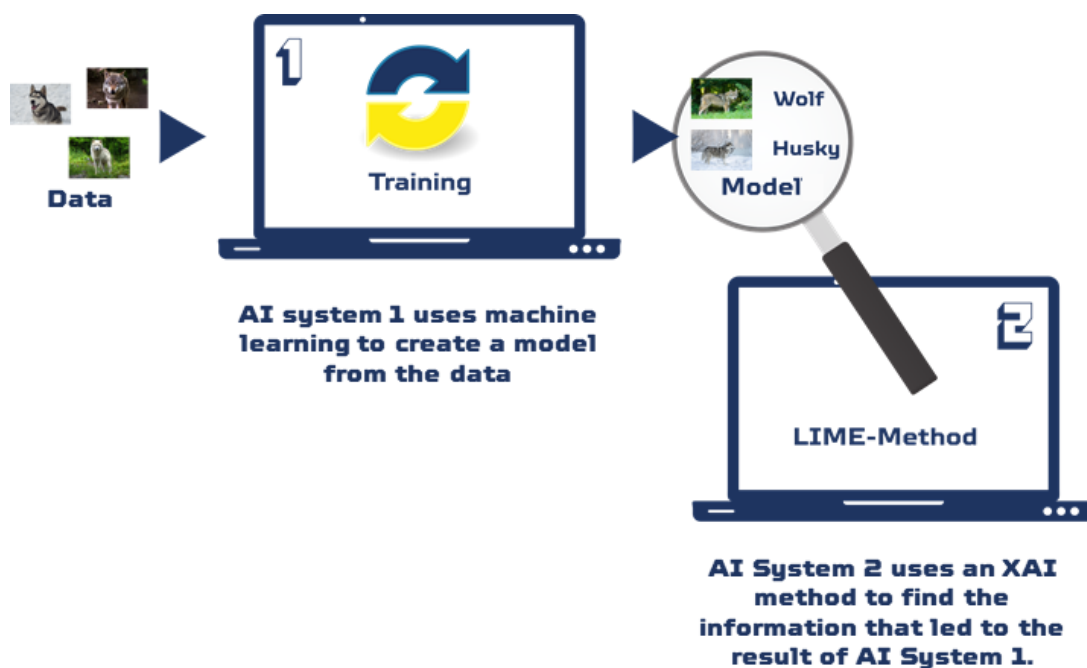 1
Data
Training
Wolf
Husky
Model
AI system 1 uses machine
learning to create a model
from the data
2
LIME-Method
AI System 2 uses an XAI
method to find the
information that led to the
result of AI System 1.